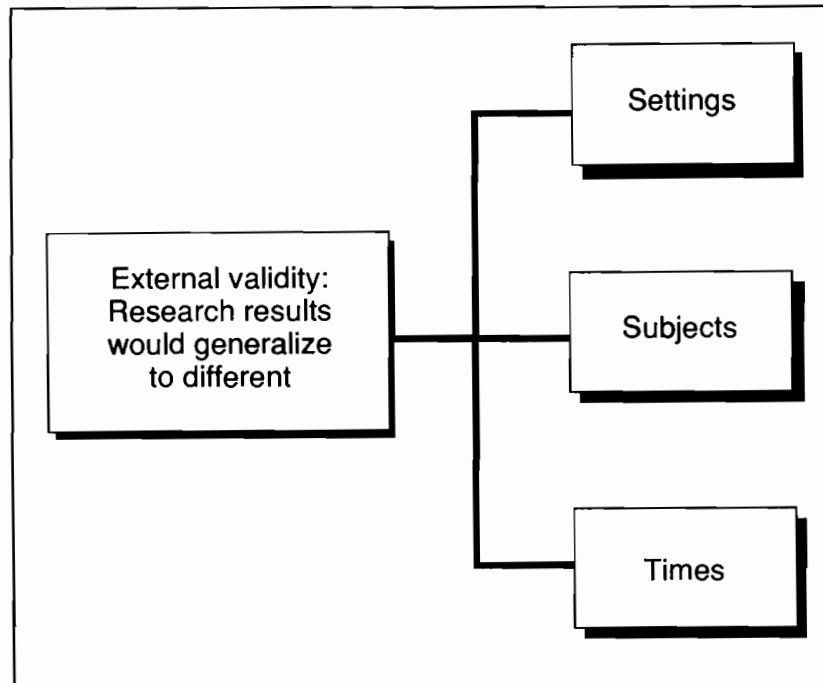 External validity:
Research results
would generalize
to different
Settings
Subjects
Times